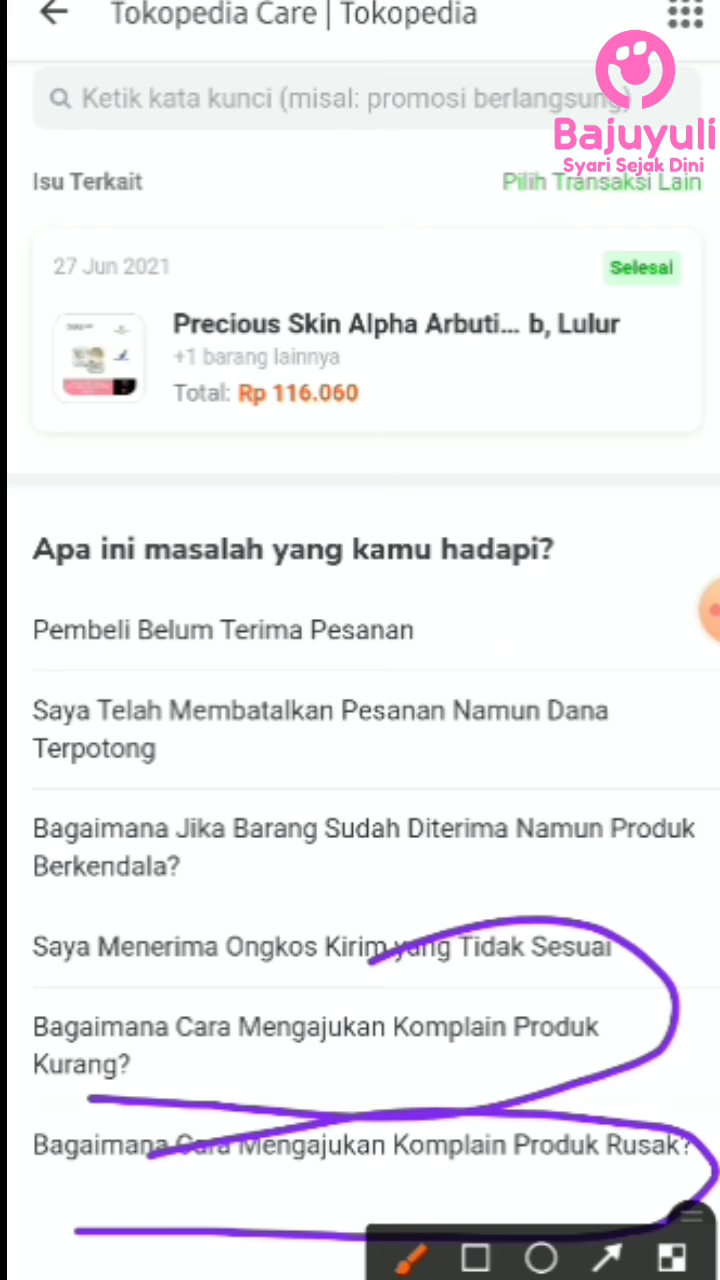 Tokopedia Care | Tokopedia
Ketik kata kunci (misal: promosi berlangsung)
Bajuyuli
Syari Sejak Dini
Isu Terkait
Pilih Transaksi Lain
27 Jun 2021
Selesai
Precious Skin Alpha Arbuti... b, Lulur
+1 barang lainnya
Total: Rp 116.060
Apa ini masalah yang kamu hadapi?
Pembeli Belum Terima Pesanan
Saya Telah Membatalkan Pesanan Namun Dana
Terpotong
Bagaimana Jika Barang Sudah Diterima Namun Produk
Berkendala?
Saya Menerima Ongkos Kirim yang Tidak Sesuai
Bagaimana Cara Mengajukan Komplain Produk
Kurang?
Bagaimana Cara Mengajukan Komplain Produk Rusak?